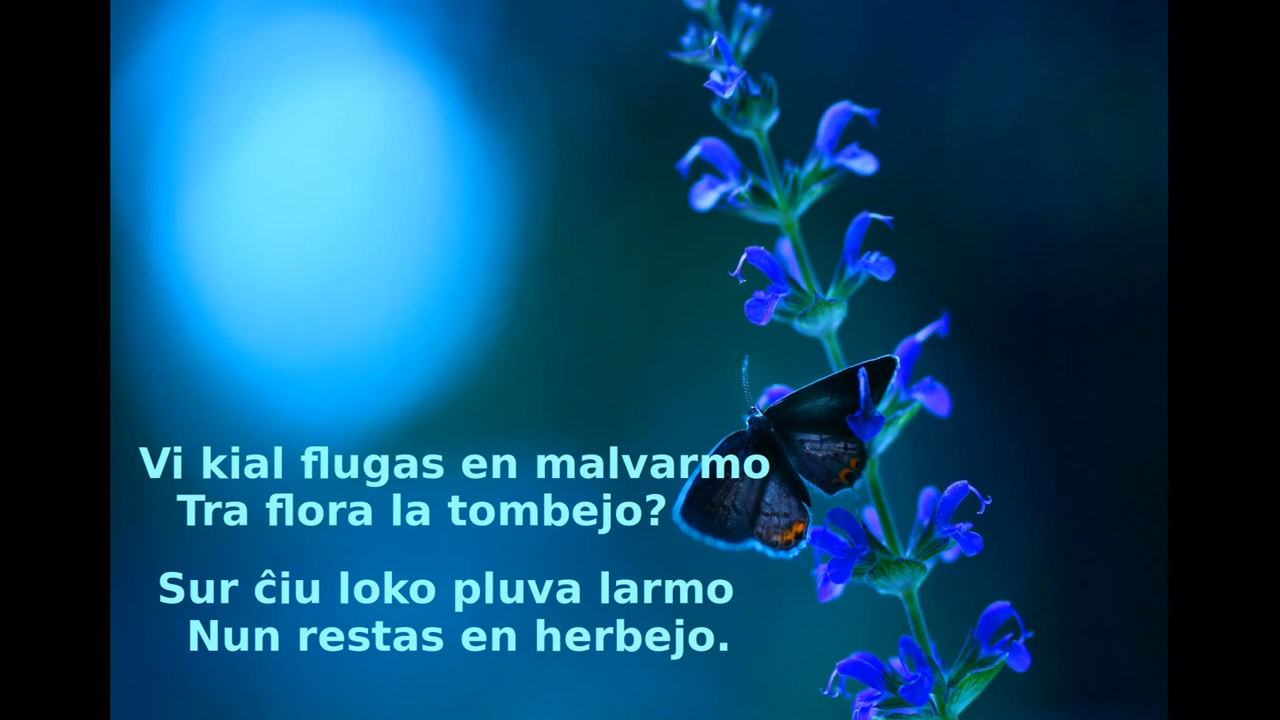 Vi kial flugas en malvarmo
Tra flora la tombejo?
Sur ĉiu loko pluva larmo
Nun restas en herbejo.